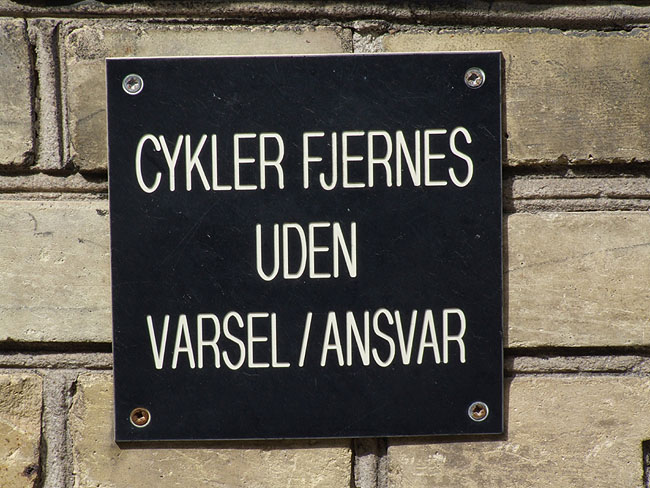 CYKLER FJERNES
UDEN
VARSEL / ANSVAR